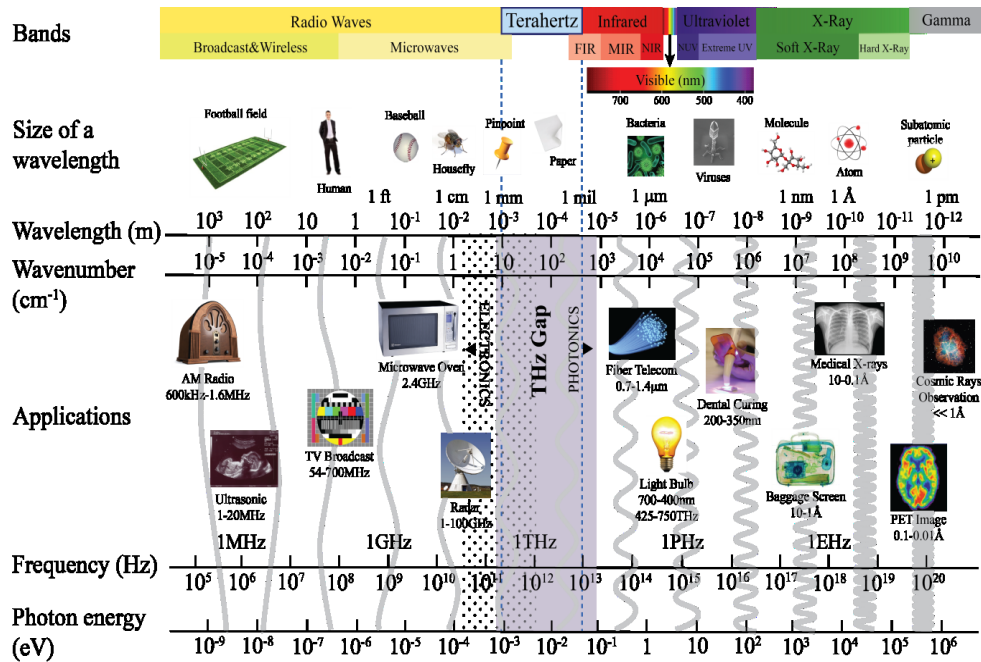 Bands
Radio Waves
Terahertz
Infrared
Ultraviolet
X-Ray
Gamma
Broadcast&Wireless
Microwaves
FIR
MIR
NIR
NUV
Extreme UV
Soft X-Ray
Hard X-Ray
Visible (nm)
700 600 500 400
Size of a
wavelength
Football field
Human
Baseball
Housefly
Pinpoint
Paper
Bacteria
Viruses
Molecule
Atom
Subatomic
particle
1 ft 1 cm 1 mm 1 mil 1 μm 1 nm 1 Å 1 pm
Wavelength (m)
10³ 10² 10 1 10⁻¹ 10⁻² 10⁻³ 10⁻⁴ 10⁻⁵ 10⁻⁶ 10⁻⁷ 10⁻⁸ 10⁻⁹ 10⁻¹⁰ 10⁻¹¹ 10⁻¹²
Wavenumber
(cm⁻¹)
10⁻⁵ 10⁻⁴ 10⁻³ 10⁻² 10⁻¹ 1 10 10² 10³ 10⁴ 10⁵ 10⁶ 10⁷ 10⁸ 10⁹ 10¹⁰
Applications
AM Radio
600kHz-1.6MHz
Ultrasonic
1-20MHz
TV Broadcast
54-700MHz
Microwave Oven
2.4GHz
Radar
1-100GHz
ELECTRONICS
THz Gap
PHOTONICS
Fiber Telecom
0.7-1.4μm
Light Bulb
700-400nm
425-750THz
Dental Curing
200-350nm
Medical X-rays
10-0.1Å
Baggage Screen
10-1Å
Cosmic Rays
Observation
<< 1Å
PET Image
0.1-0.01Å
1MHz 1GHz 1THz 1PHz 1EHz
Frequency (Hz)
10⁵ 10⁶ 10⁷ 10⁸ 10⁹ 10¹⁰ 10¹¹ 10¹² 10¹³ 10¹⁴ 10¹⁵ 10¹⁶ 10¹⁷ 10¹⁸ 10¹⁹ 10²⁰
Photon energy
(eV)
10⁻⁹ 10⁻⁸ 10⁻⁷ 10⁻⁶ 10⁻⁵ 10⁻⁴ 10⁻³ 10⁻² 10⁻¹ 1 10 10² 10³ 10⁴ 10⁵ 10⁶